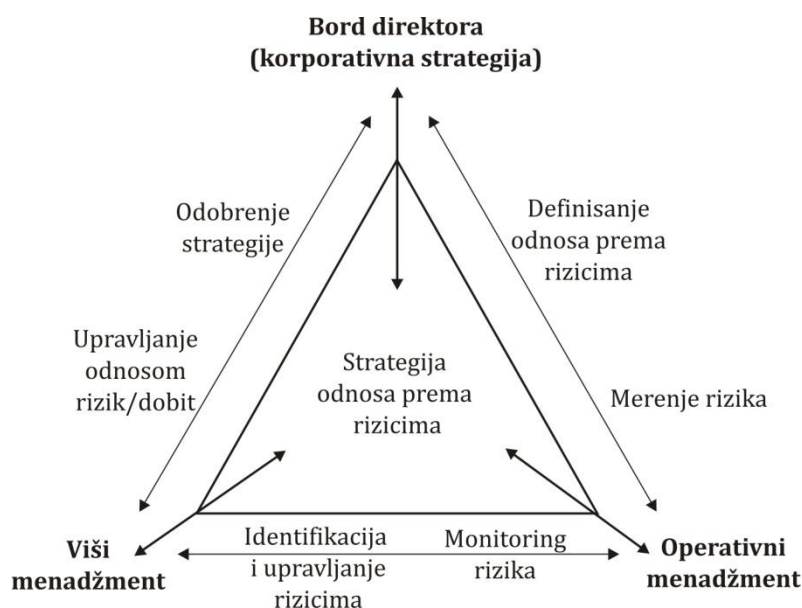 Bord direktora
(korporativna strategija)
Odobrenje
strategije
Definisanje
odnosa prema
rizicima
Upravljanje
odnosom
rizik/dobit
Strategija
odnosa prema
rizicima
Merenje rizika
Viši
menadžment
Identifikacija
i upravljanje
rizicima
Monitoring
rizika
Operativni
menadžment